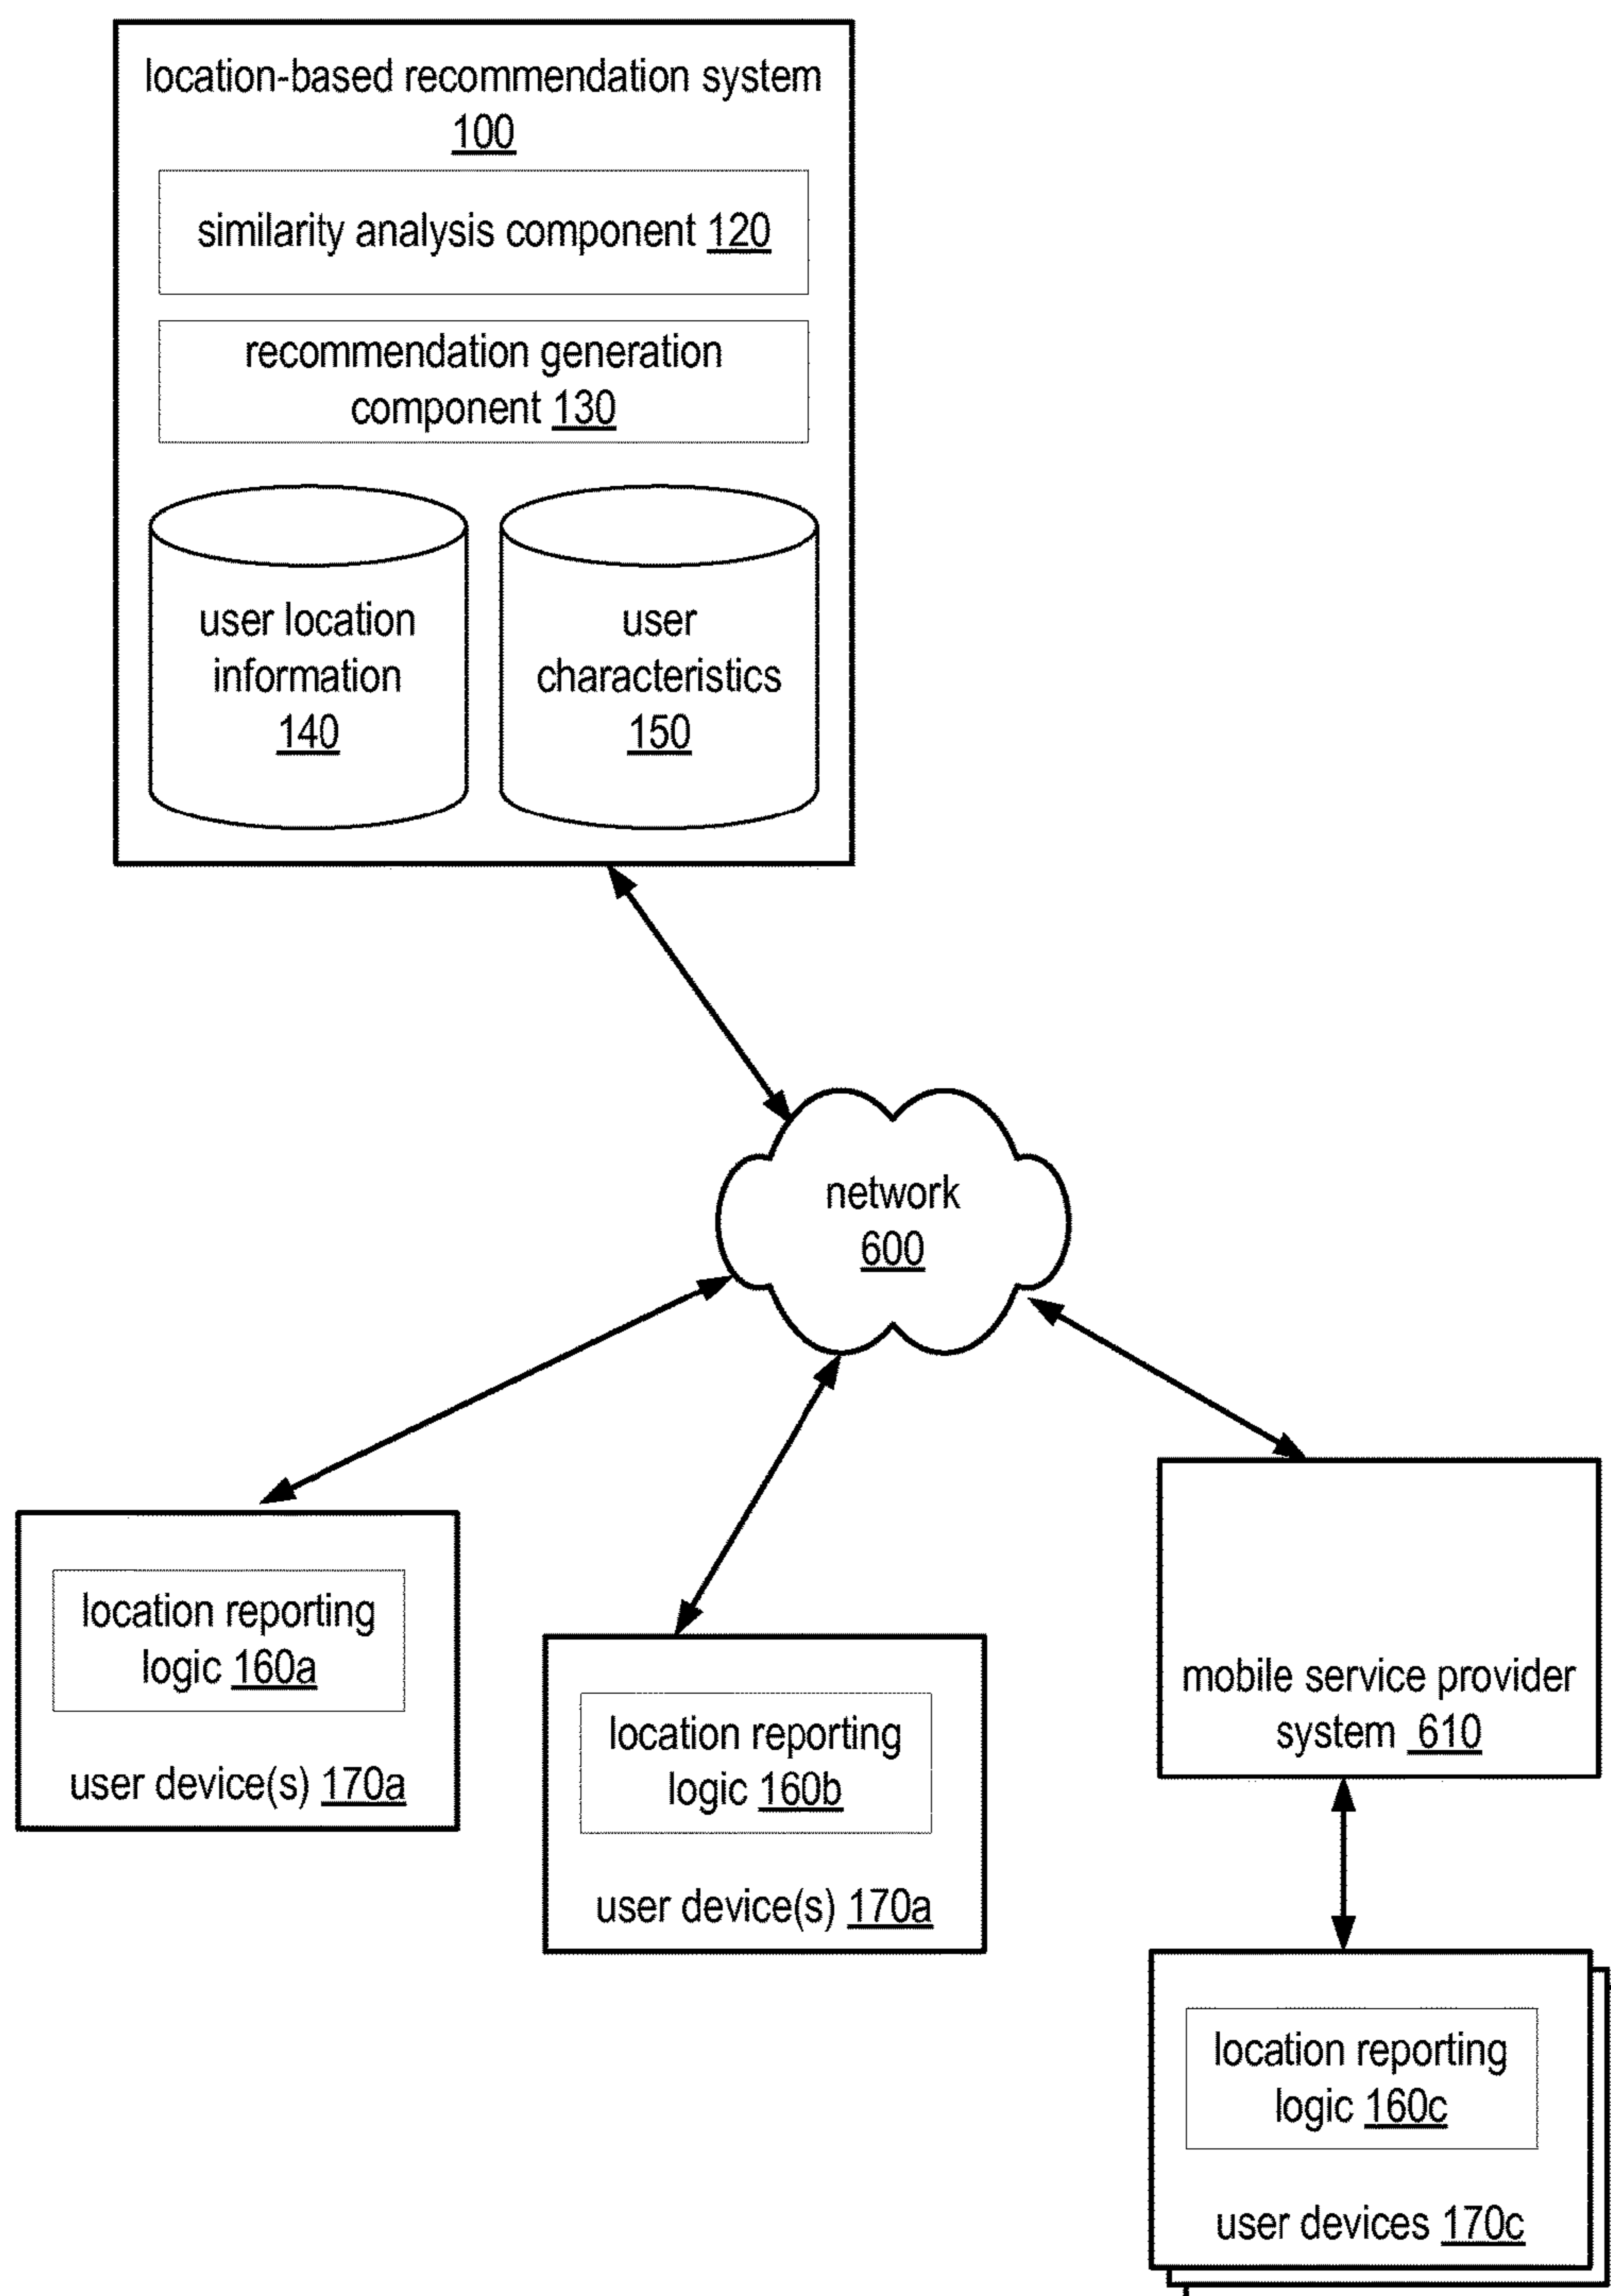 location-based recommendation system
100
similarity analysis component 120
recommendation generation
component 130
user location
information
140
user
characteristics
150
network
600
location reporting
logic 160a
user device(s) 170a
location reporting
logic 160b
user device(s) 170a
mobile service provider
system 610
location reporting
logic 160c
user devices 170c